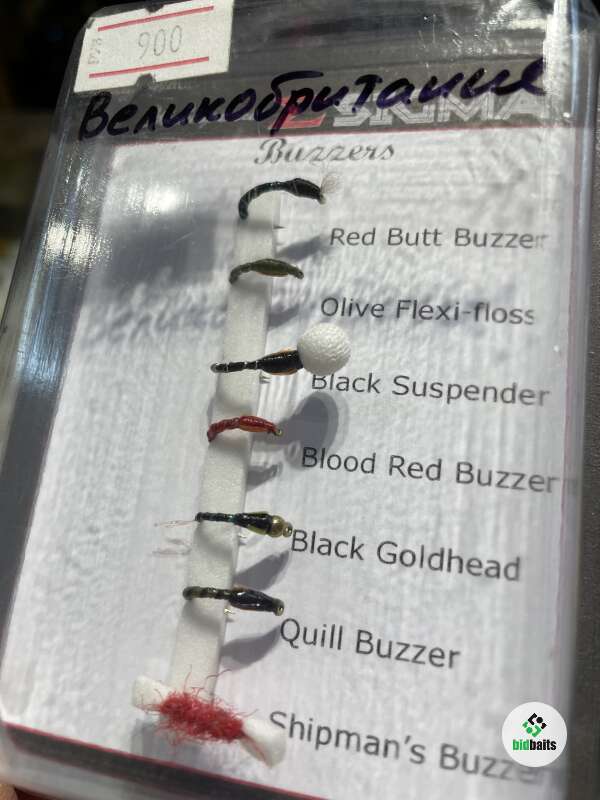 900
Великобритания
SIGMA
Buzzers
Red Butt Buzzer
Olive Flexi-floss
Black Suspender
Blood Red Buzzer
Black Goldhead
Quill Buzzer
Shipman's Buzzer
bidbaits